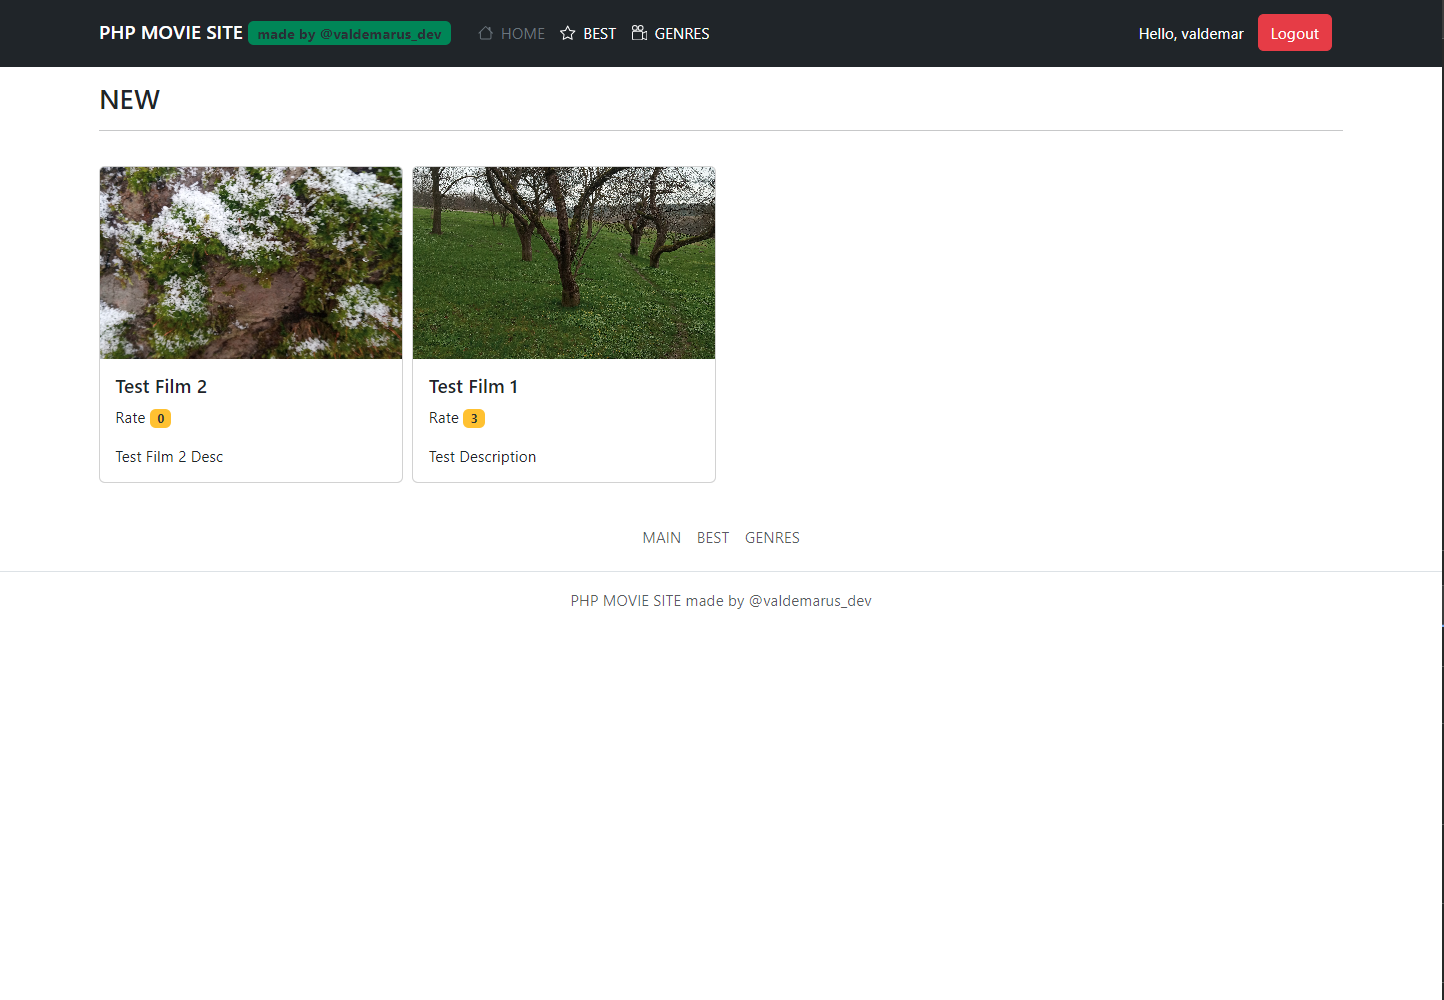 PHP MOVIE SITE made by @valdemarus_dev HOME BEST GENRES Hello, valdemar Logout
NEW
Test Film 2
Rate 0
Test Film 2 Desc
Test Film 1
Rate 3
Test Description
MAIN BEST GENRES
PHP MOVIE SITE made by @valdemarus_dev